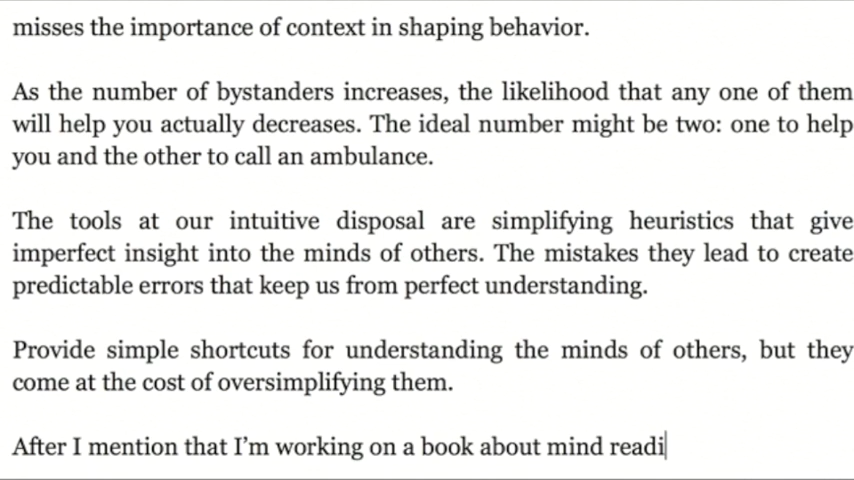 misses the importance of context in shaping behavior.
As the number of bystanders increases, the likelihood that any one of them
will help you actually decreases. The ideal number might be two: one to help
you and the other to call an ambulance.
The tools at our intuitive disposal are simplifying heuristics that give
imperfect insight into the minds of others. The mistakes they lead to create
predictable errors that keep us from perfect understanding.
Provide simple shortcuts for understanding the minds of others, but they
come at the cost of oversimplifying them.
After I mention that I’m working on a book about mind readi